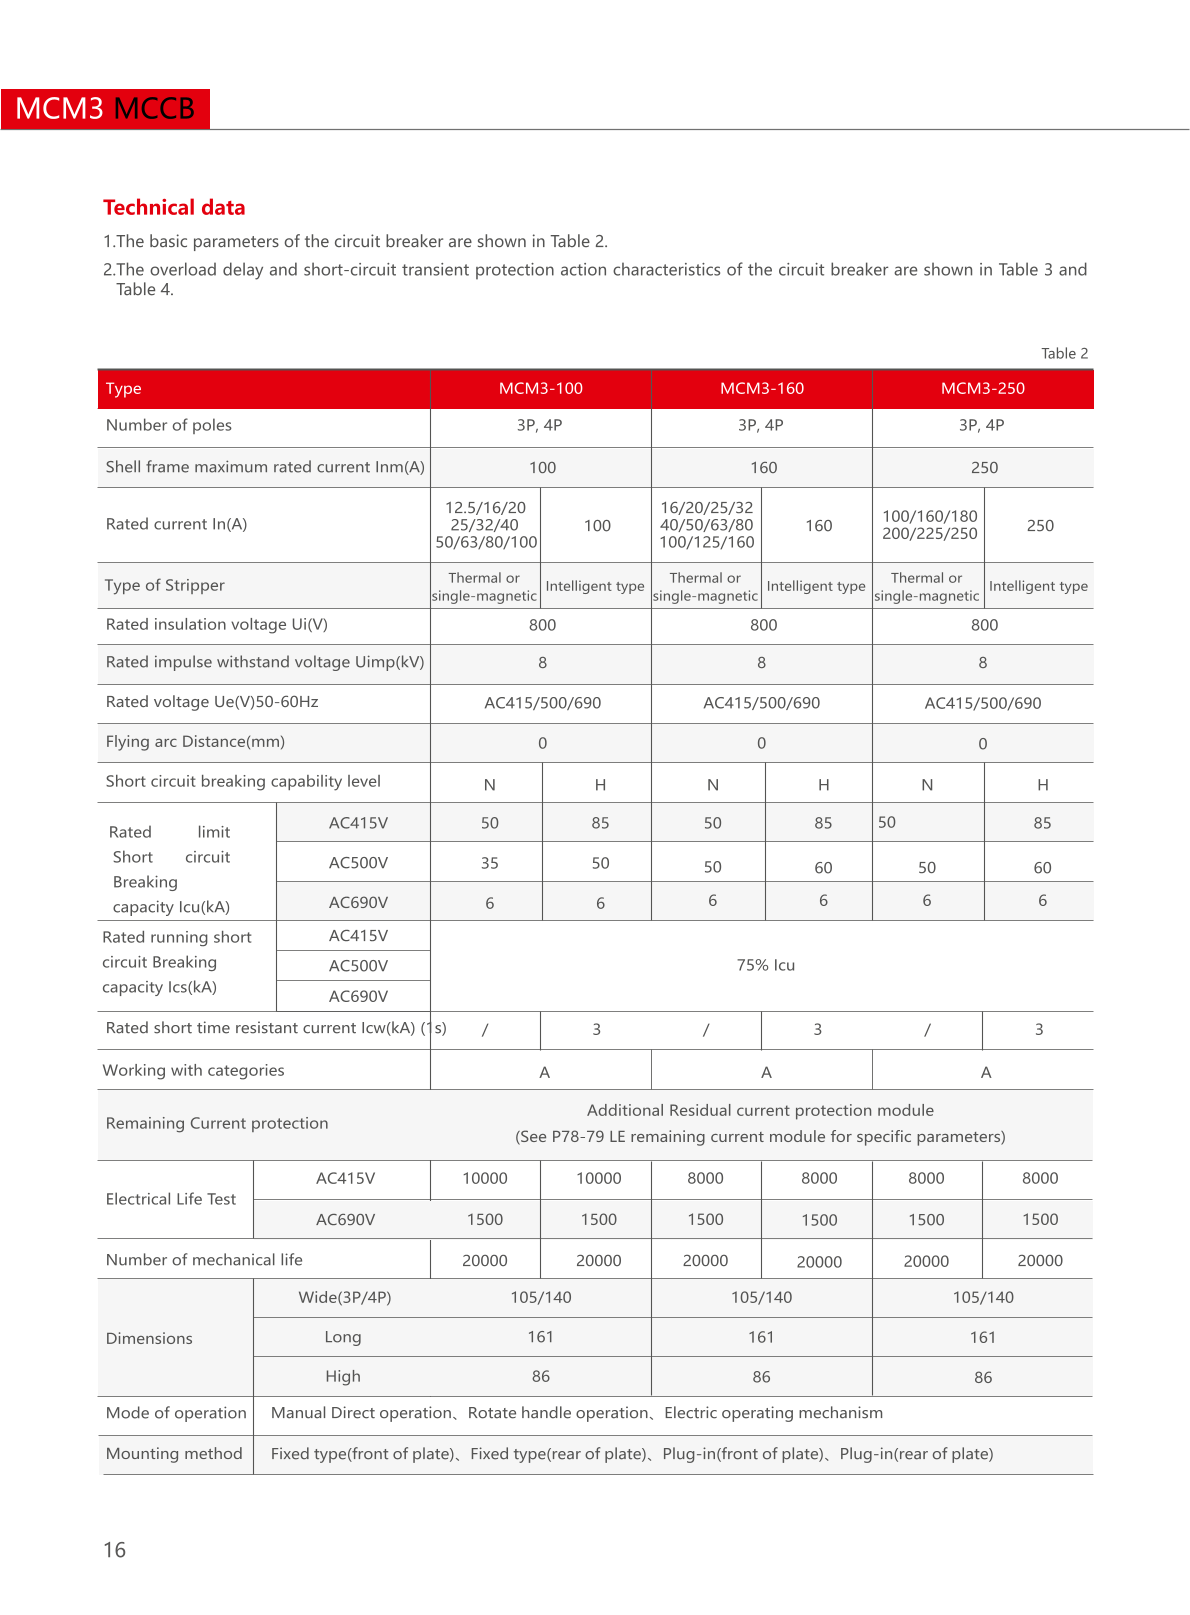 MCM3 MCCB
Technical data
1.The basic parameters of the circuit breaker are shown in Table 2.
2.The overload delay and short-circuit transient protection action characteristics of the circuit breaker are shown in Table 3 and
Table 4.
Table 2
Type MCM3-100 MCM3-160 MCM3-250
Number of poles 3P, 4P 3P, 4P 3P, 4P
Shell frame maximum rated current Inm(A) 100 160 250
Rated current In(A)
12.5/16/20
25/32/40
50/63/80/100
100
16/20/25/32
40/50/63/80
100/125/160
160
100/160/180
200/225/250
250
Type of Stripper
Thermal or
single-magnetic
Intelligent type
Thermal or
single-magnetic
Intelligent type
Thermal or
single-magnetic
Intelligent type
Rated insulation voltage Ui(V) 800 800 800
Rated impulse withstand voltage Uimp(kV) 8 8 8
Rated voltage Ue(V)50-60Hz AC415/500/690 AC415/500/690 AC415/500/690
Flying arc Distance(mm) 0 0 0
Short circuit breaking capability level N H N H N H
Rated limit
Short circuit
Breaking
capacity Icu(kA)
AC415V 50 85 50 85 50 85
AC500V 35 50 50 60 50 60
AC690V 6 6 6 6 6 6
Rated running short
circuit Breaking
capacity Ics(kA)
AC415V
AC500V
AC690V
75% Icu
Rated short time resistant current Icw(kA) (1s) / 3 / 3 / 3
Working with categories A A A
Remaining Current protection
Additional Residual current protection module
(See P78-79 LE remaining current module for specific parameters)
Electrical Life Test
AC415V 10000 10000 8000 8000 8000 8000
AC690V 1500 1500 1500 1500 1500 1500
Number of mechanical life 20000 20000 20000 20000 20000 20000
Dimensions
Wide(3P/4P) 105/140 105/140 105/140
Long 161 161 161
High 86 86 86
Mode of operation Manual Direct operation、Rotate handle operation、Electric operating mechanism
Mounting method Fixed type(front of plate)、Fixed type(rear of plate)、Plug-in(front of plate)、Plug-in(rear of plate)
16